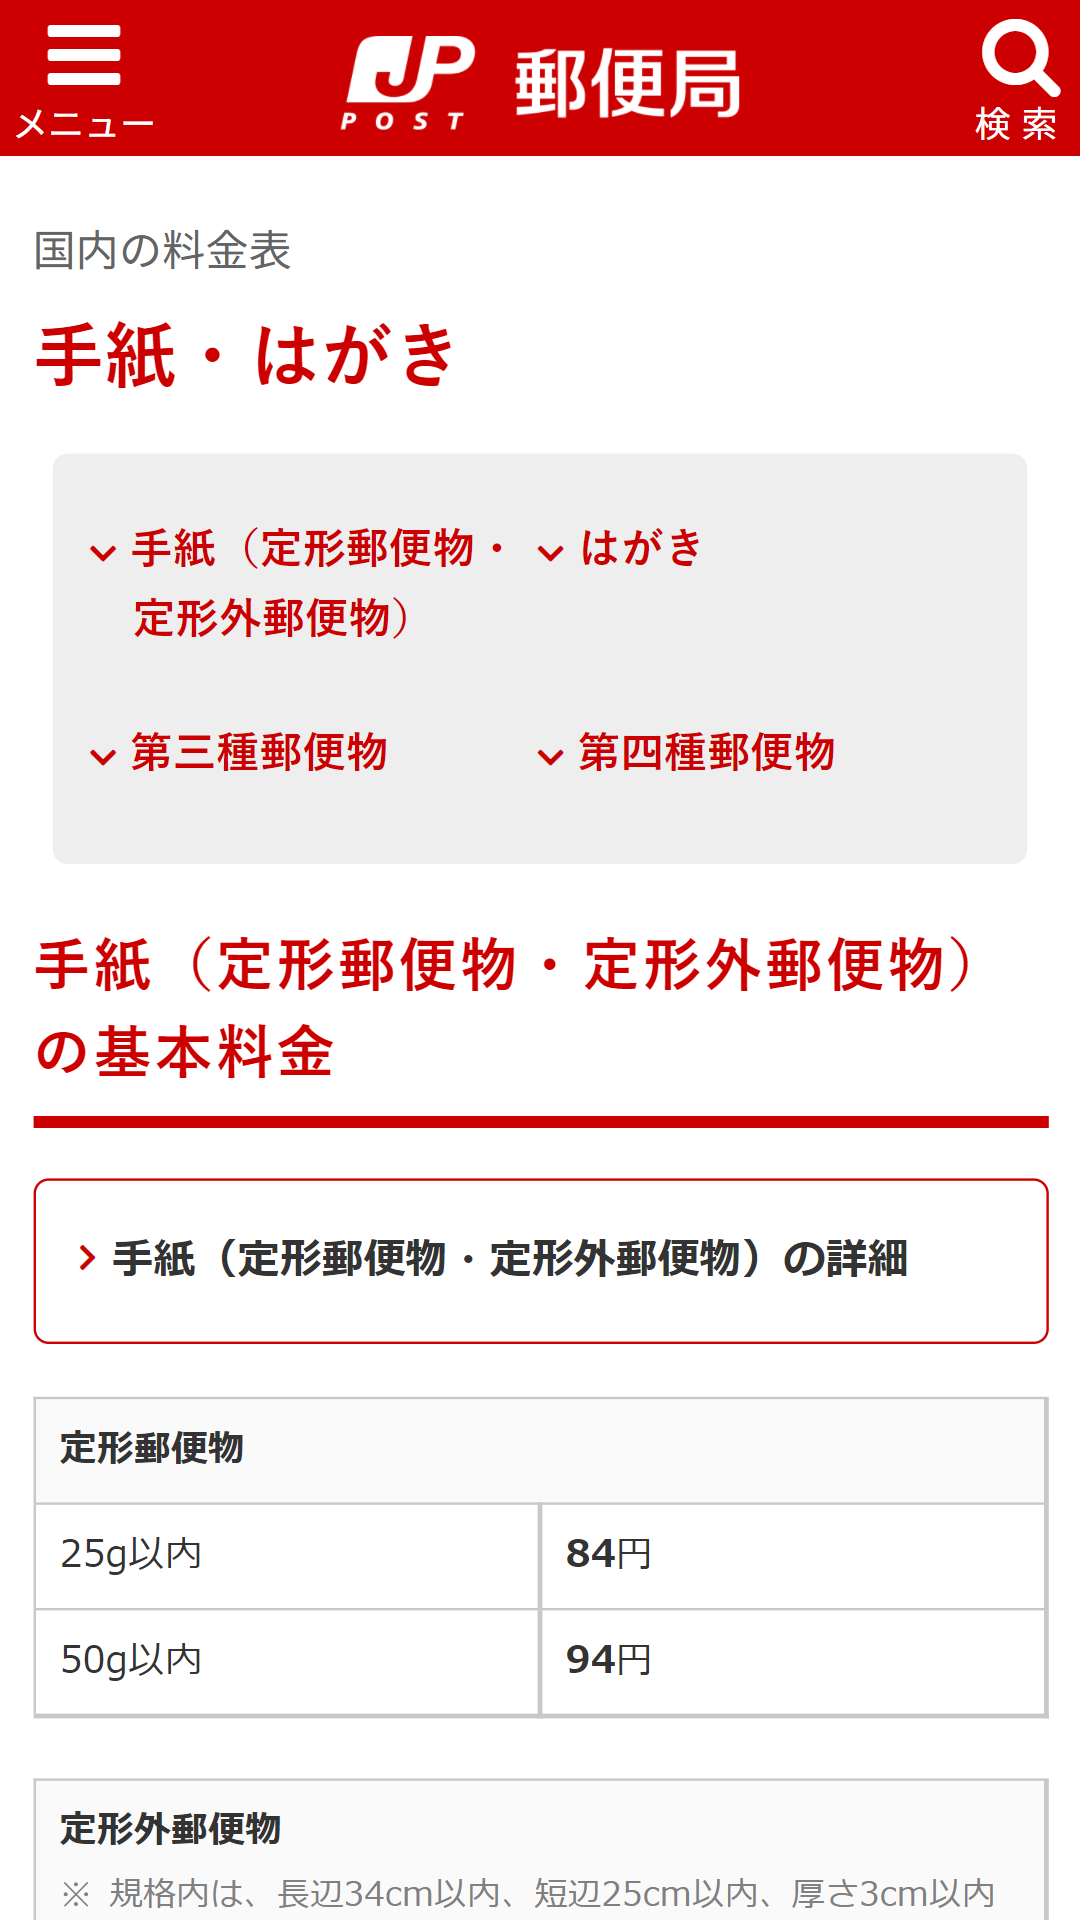 メニュー
JP
POST
郵便局
検 索
国内の料金表
手紙・はがき
手紙（定形郵便物・
定形外郵便物）
はがき
第三種郵便物
第四種郵便物
手紙（定形郵便物・定形外郵便物）
の基本料金
手紙（定形郵便物・定形外郵便物）の詳細
定形郵便物
25g以内 84円
50g以内 94円
定形外郵便物
※ 規格内は、長辺34cm以内、短辺25cm以内、厚さ3cm以内